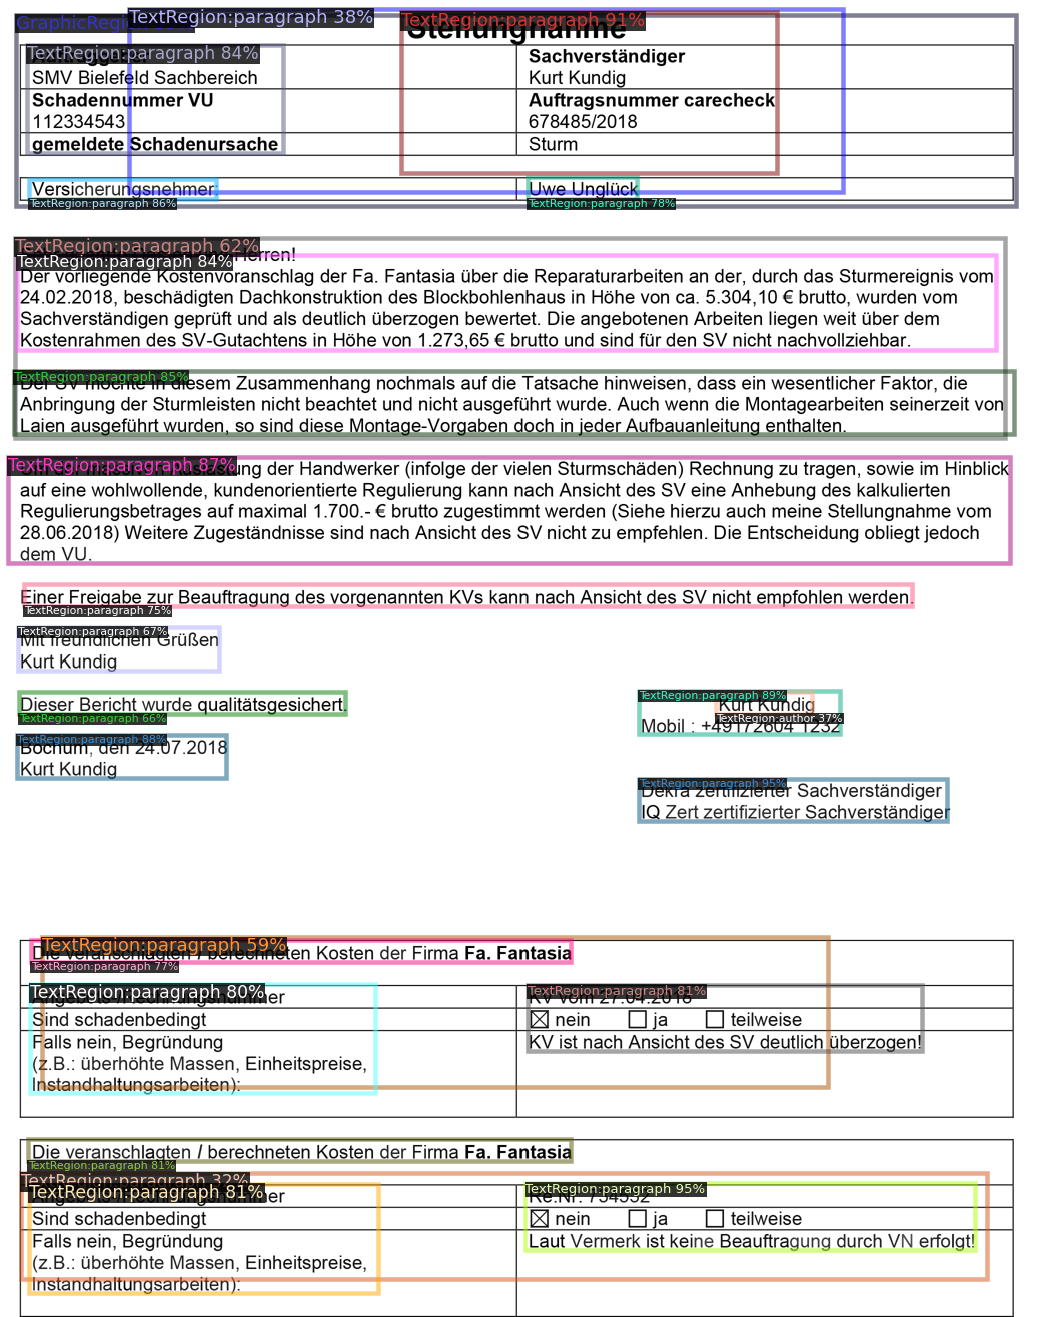 GraphicRegion
TextRegion:paragraph 38%
TextRegion:paragraph 91%
Stellungnahme
TextRegion:paragraph 84%
Sachverständiger
SMV Bielefeld Sachbereich
Kurt Kundig
Schadennummer VU
Auftragsnummer carecheck
112334543
678485/2018
gemeldete Schadenursache
Sturm
Versicherungsnehmer:
Uwe Unglück
TextRegion:paragraph 86%
TextRegion:paragraph 78%
TextRegion:paragraph 62%
Herren!
TextRegion:paragraph 84%
Der vorliegende Kostenvoranschlag der Fa. Fantasia über die Reparaturarbeiten an der, durch das Sturmereignis vom
24.02.2018, beschädigten Dachkonstruktion des Blockbohlenhaus in Höhe von ca. 5.304,10 € brutto, wurden vom
Sachverständigen geprüft und als deutlich überzogen bewertet. Die angebotenen Arbeiten liegen weit über dem
Kostenrahmen des SV-Gutachtens in Höhe von 1.273,65 € brutto und sind für den SV nicht nachvollziehbar.
TextRegion:paragraph 85%
Der SV möchte in diesem Zusammenhang nochmals auf die Tatsache hinweisen, dass ein wesentlicher Faktor, die
Anbringung der Sturmleisten nicht beachtet und nicht ausgeführt wurde. Auch wenn die Montagearbeiten seinerzeit von
Laien ausgeführt wurden, so sind diese Montage-Vorgaben doch in jeder Aufbauanleitung enthalten.
TextRegion:paragraph 87%
Auslastung der Handwerker (infolge der vielen Sturmschäden) Rechnung zu tragen, sowie im Hinblick
auf eine wohlwollende, kundenorientierte Regulierung kann nach Ansicht des SV eine Anhebung des kalkulierten
Regulierungsbetrages auf maximal 1.700.- € brutto zugestimmt werden (Siehe hierzu auch meine Stellungnahme vom
28.06.2018) Weitere Zugeständnisse sind nach Ansicht des SV nicht zu empfehlen. Die Entscheidung obliegt jedoch
dem VU.
Einer Freigabe zur Beauftragung des vorgenannten KVs kann nach Ansicht des SV nicht empfohlen werden.
TextRegion:paragraph 75%
TextRegion:paragraph 67%
Mit freundlichen Grüßen
Kurt Kundig
Dieser Bericht wurde qualitätsgesichert.
TextRegion:paragraph 66%
TextRegion:paragraph 89%
Kurt Kundig
TextRegion:author 37%
Mobil : +49172604 1232
TextRegion:paragraph 88%
Bochum, den 24.07.2018
Kurt Kundig
TextRegion:paragraph 95%
Dekra zertifizierter Sachverständiger
IQ Zert zertifizierter Sachverständiger
TextRegion:paragraph 59%
Die veranschlagten / berechneten Kosten der Firma Fa. Fantasia
TextRegion:paragraph 77%
TextRegion:paragraph 80%
TextRegion:paragraph 81%
Angebots-/Rechnungsnummer
KV vom 27.04.2018
Sind schadenbedingt
nein ja teilweise
Falls nein, Begründung
KV ist nach Ansicht des SV deutlich überzogen!
(z.B.: überhöhte Massen, Einheitspreise,
Instandhaltungsarbeiten):
Die veranschlagten / berechneten Kosten der Firma Fa. Fantasia
TextRegion:paragraph 81%
TextRegion:paragraph 32%
TextRegion:paragraph 81%
TextRegion:paragraph 95%
Angebots-/Rechnungsnummer
Re.Nr. 734532
Sind schadenbedingt
nein ja teilweise
Falls nein, Begründung
Laut Vermerk ist keine Beauftragung durch VN erfolgt!
(z.B.: überhöhte Massen, Einheitspreise,
Instandhaltungsarbeiten):